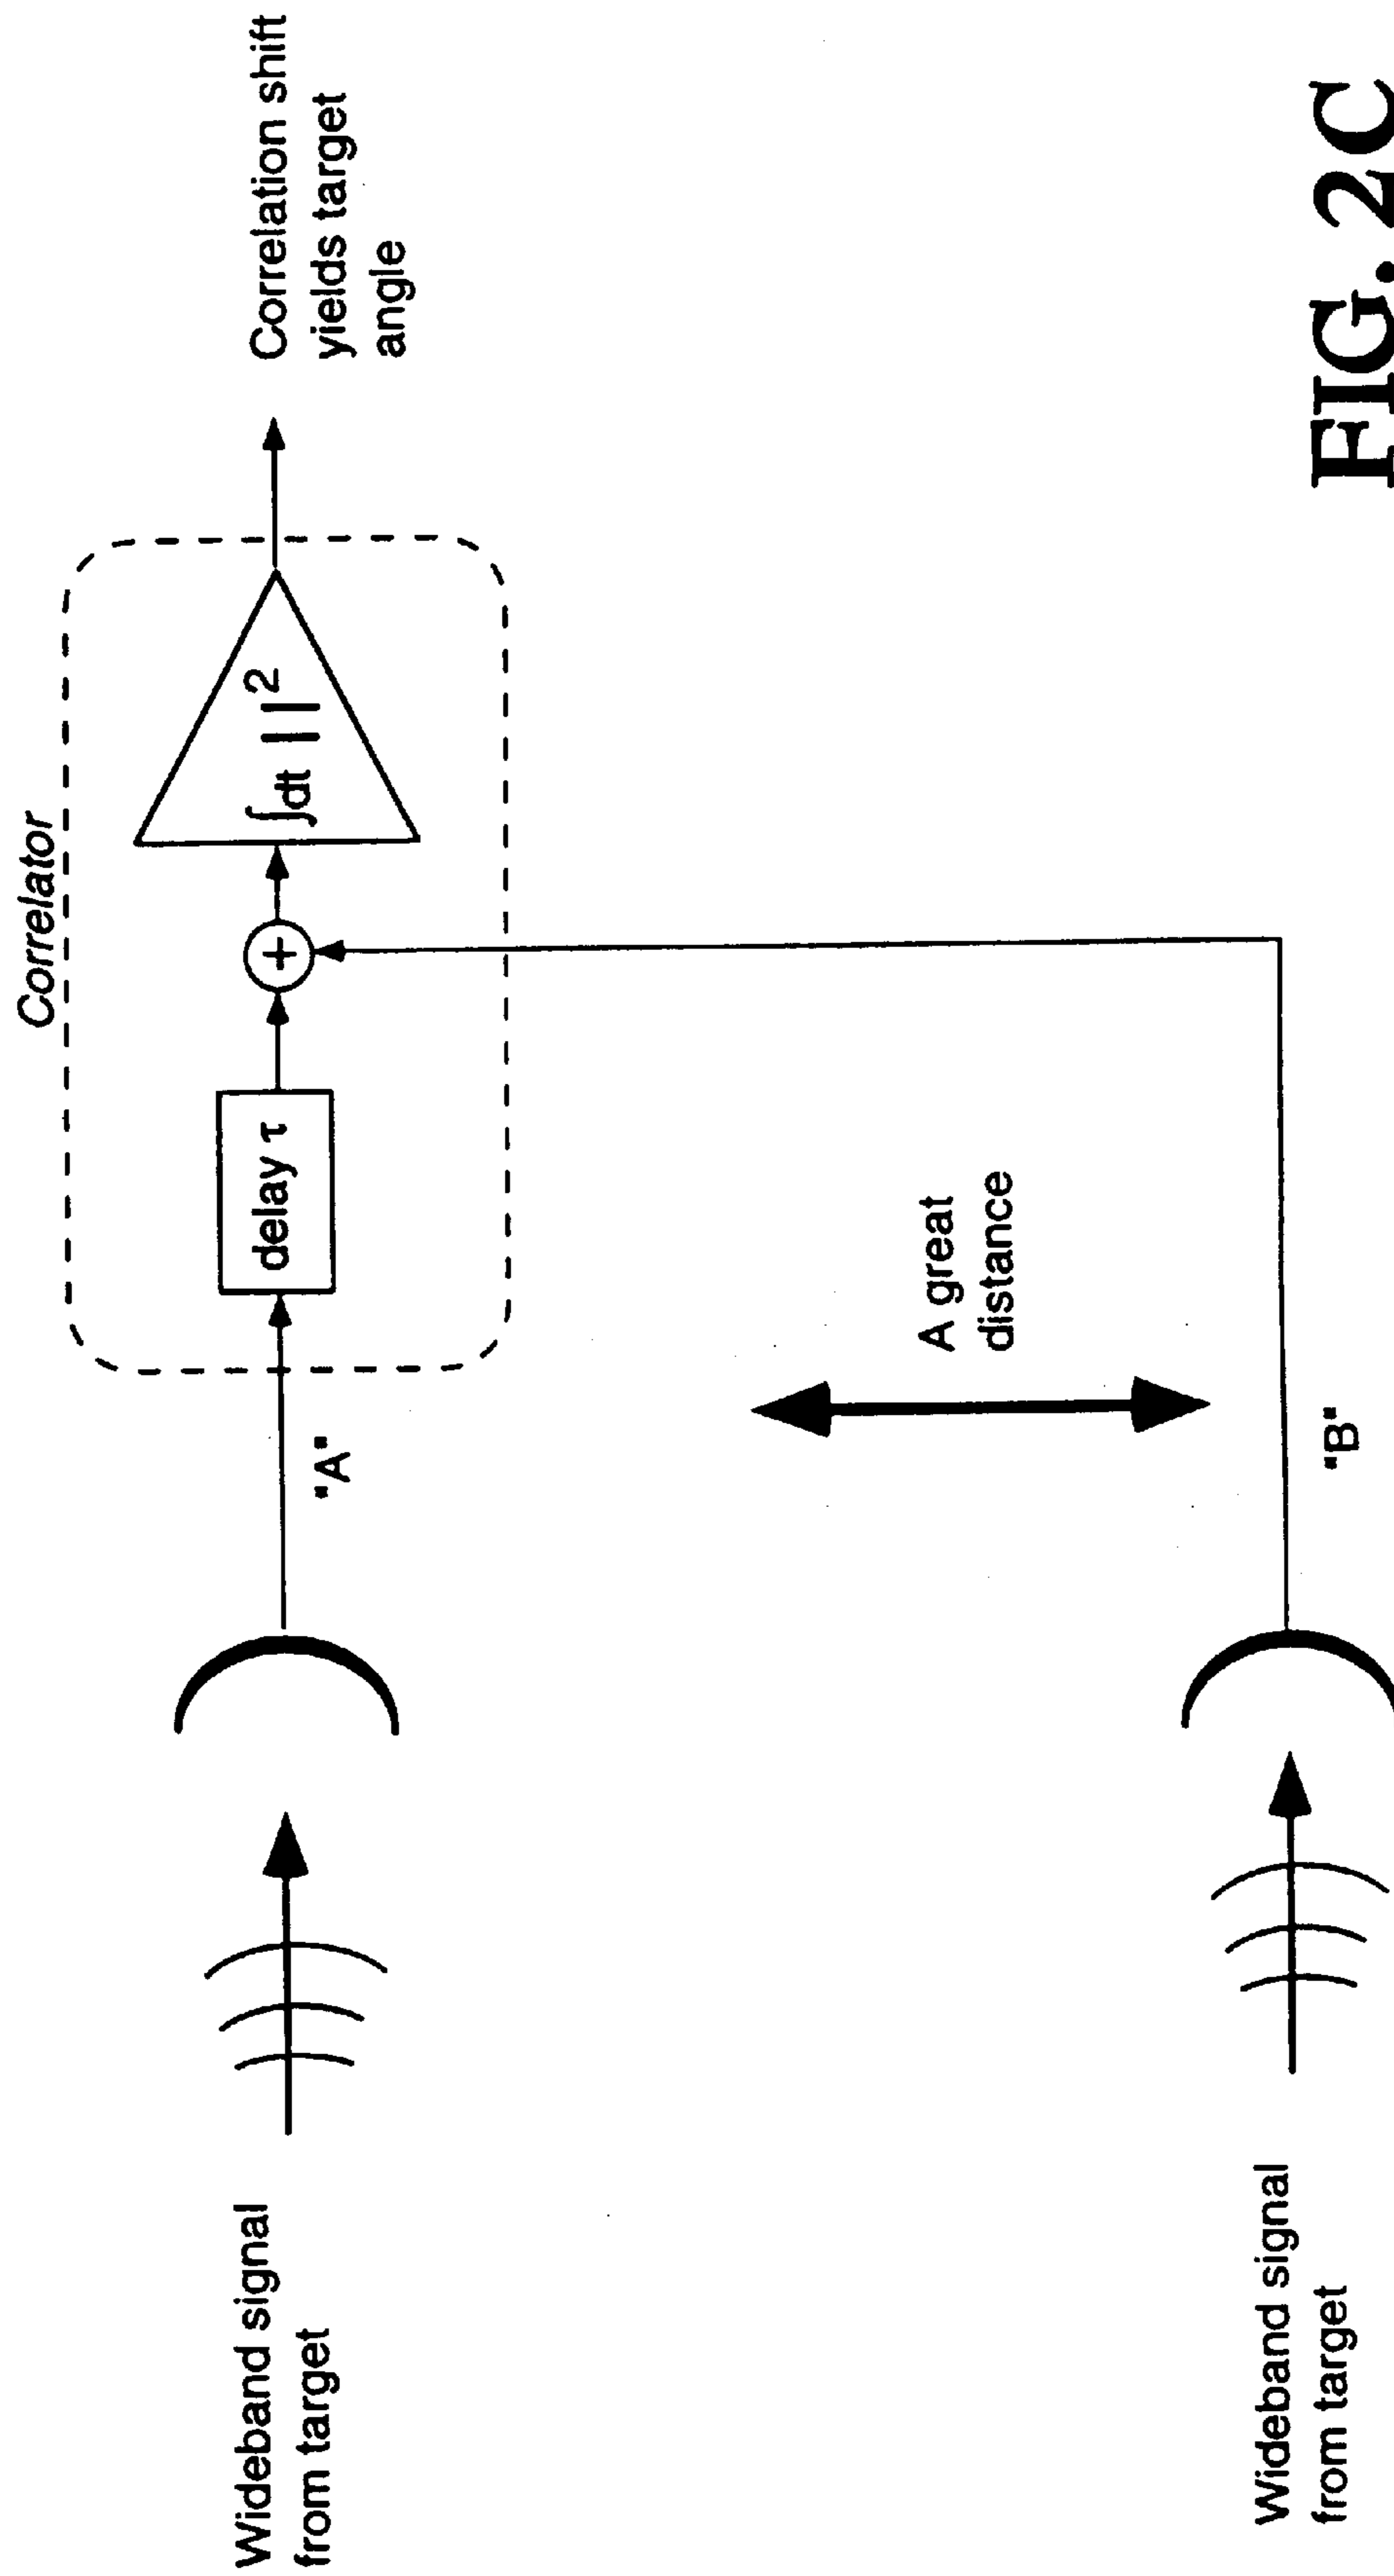 Correlator
Wideband signal
from target
"A"
delay τ
+
∫dt | |²
Correlation shift
yields target
angle
A great
distance
Wideband signal
from target
"B"
FIG. 2C